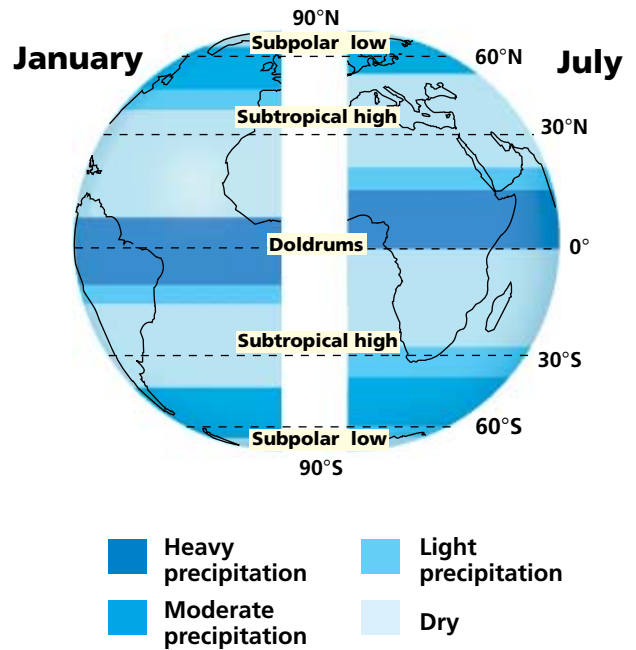 90°N
Subpolar low
January
60°N
July
Subtropical high
30°N
Doldrums
0°
Subtropical high
30°S
60°S
Subpolar low
90°S
Heavy
precipitation
Light
precipitation
Moderate
precipitation
Dry